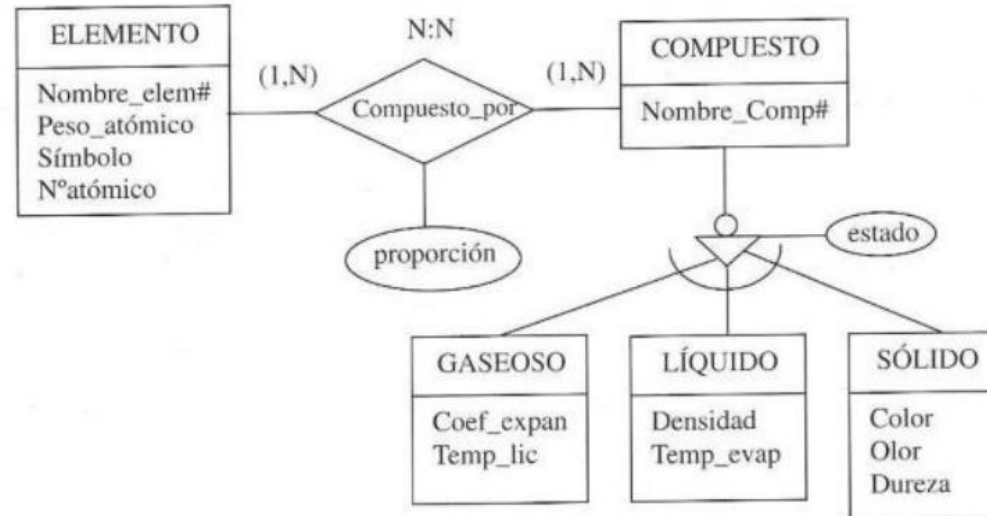 ELEMENTO
Nombre_elem#
Peso_atómico
Símbolo
Nºatómico
(1,N)
N:N
Compuesto_por
proporción
(1,N)
COMPUESTO
Nombre_Comp#
estado
GASEOSO
Coef_expan
Temp_lic
LÍQUIDO
Densidad
Temp_evap
SÓLIDO
Color
Olor
Dureza